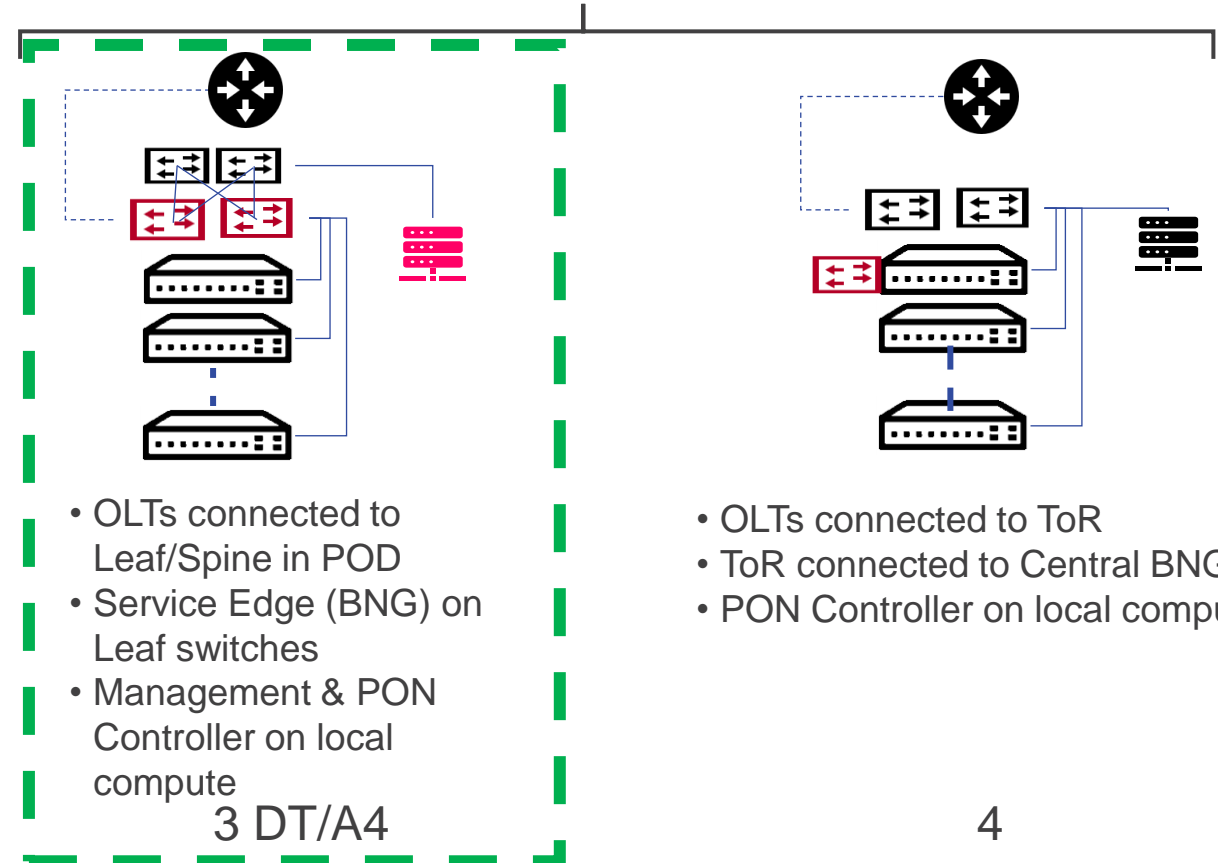 • OLTs connected to
Leaf/Spine in POD
• Service Edge (BNG) on
Leaf switches
• Management & PON
Controller on local
compute
3 DT/A4
• OLTs connected to ToR
• ToR connected to Central BNG
• PON Controller on local compu
4